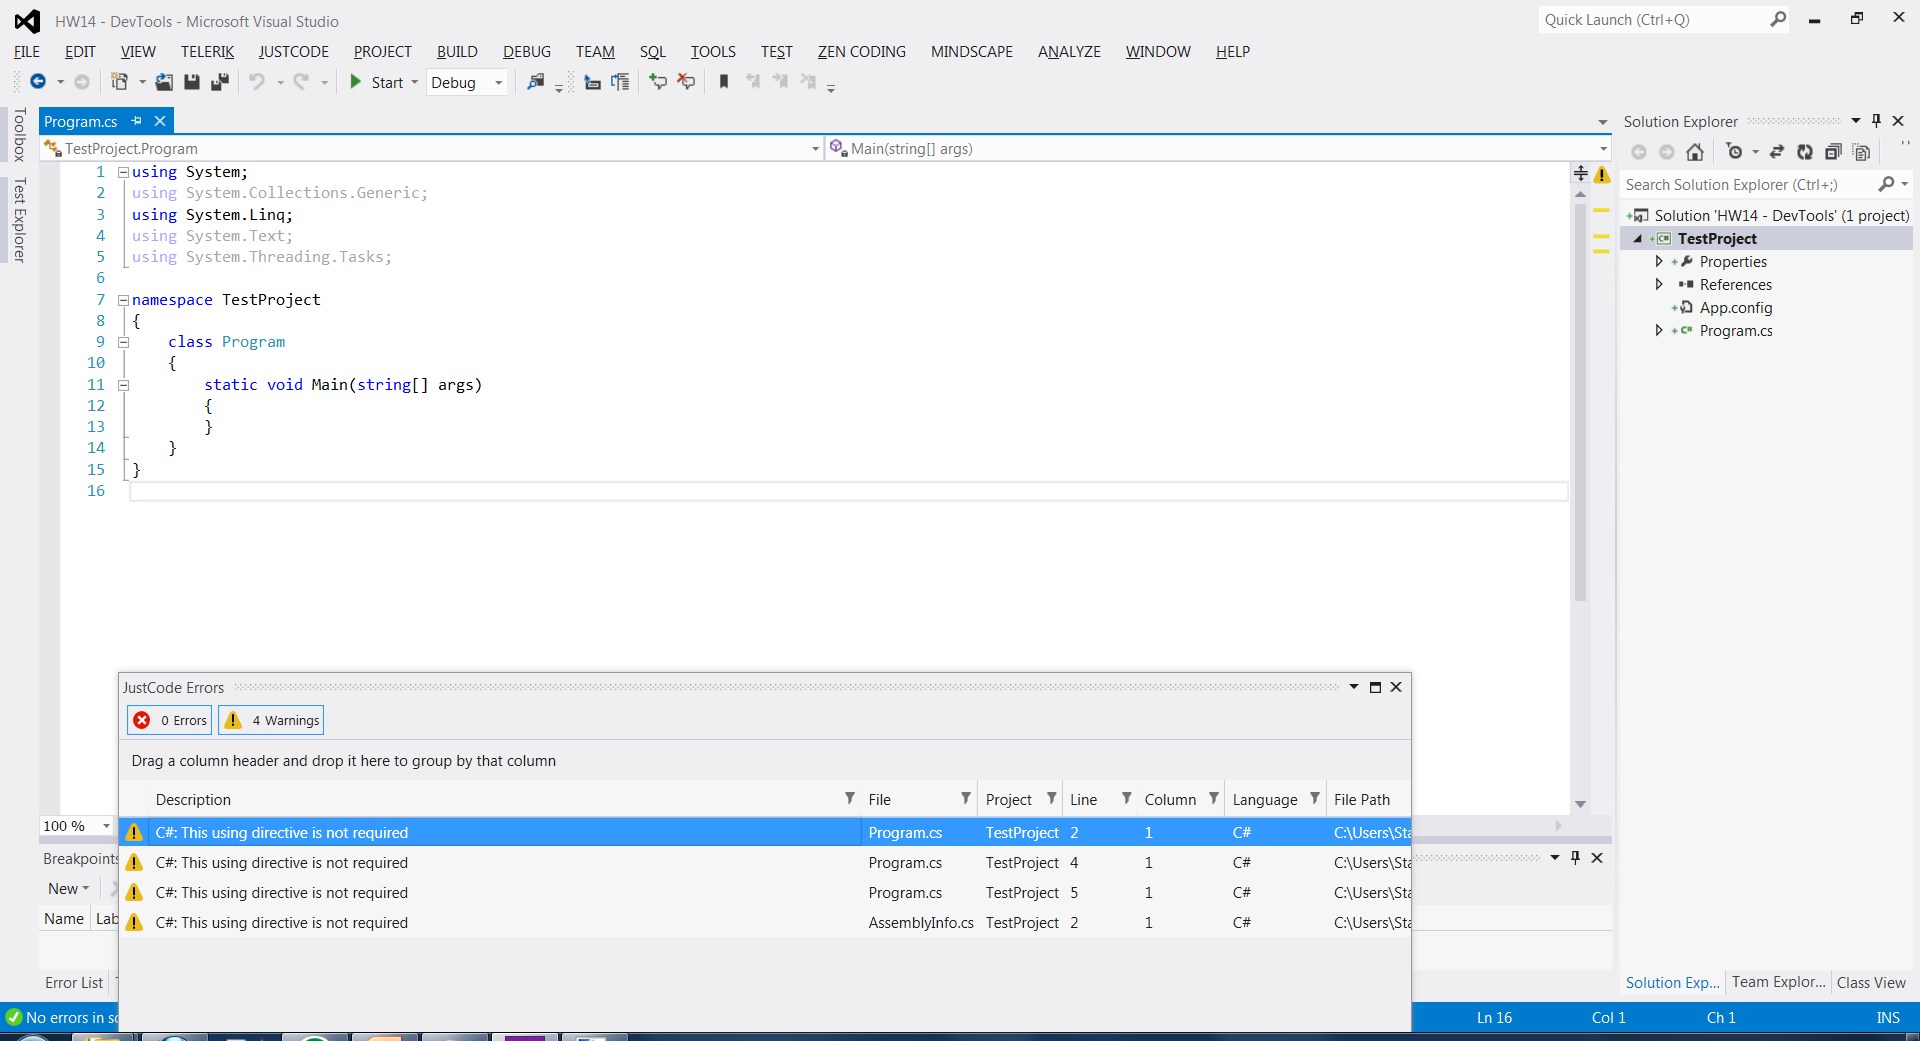 HW14 - DevTools - Microsoft Visual Studio
Quick Launch (Ctrl+Q)
FILE EDIT VIEW TELERIK JUSTCODE PROJECT BUILD DEBUG TEAM SQL TOOLS TEST ZEN CODING MINDSCAPE ANALYZE WINDOW HELP
Start Debug
Toolbox
Test Explorer
Program.cs
TestProject.Program
Main(string[] args)
1 using System;
2 using System.Collections.Generic;
3 using System.Linq;
4 using System.Text;
5 using System.Threading.Tasks;
6
7 namespace TestProject
8 {
9 class Program
10 {
11 static void Main(string[] args)
12 {
13 }
14 }
15 }
16
100 %
Solution Explorer
Search Solution Explorer (Ctrl+;)
Solution 'HW14 - DevTools' (1 project)
TestProject
Properties
References
App.config
Program.cs
JustCode Errors
0 Errors 4 Warnings
Drag a column header and drop it here to group by that column
Description File Project Line Column Language File Path
C#: This using directive is not required Program.cs TestProject 2 1 C# C:\Users\Sta
C#: This using directive is not required Program.cs TestProject 4 1 C# C:\Users\Sta
C#: This using directive is not required Program.cs TestProject 5 1 C# C:\Users\Sta
C#: This using directive is not required AssemblyInfo.cs TestProject 2 1 C# C:\Users\Sta
Breakpoints
New
Name Lab
Error List
Solution Exp... Team Explor... Class View
No errors in so
Ln 16 Col 1 Ch 1 INS